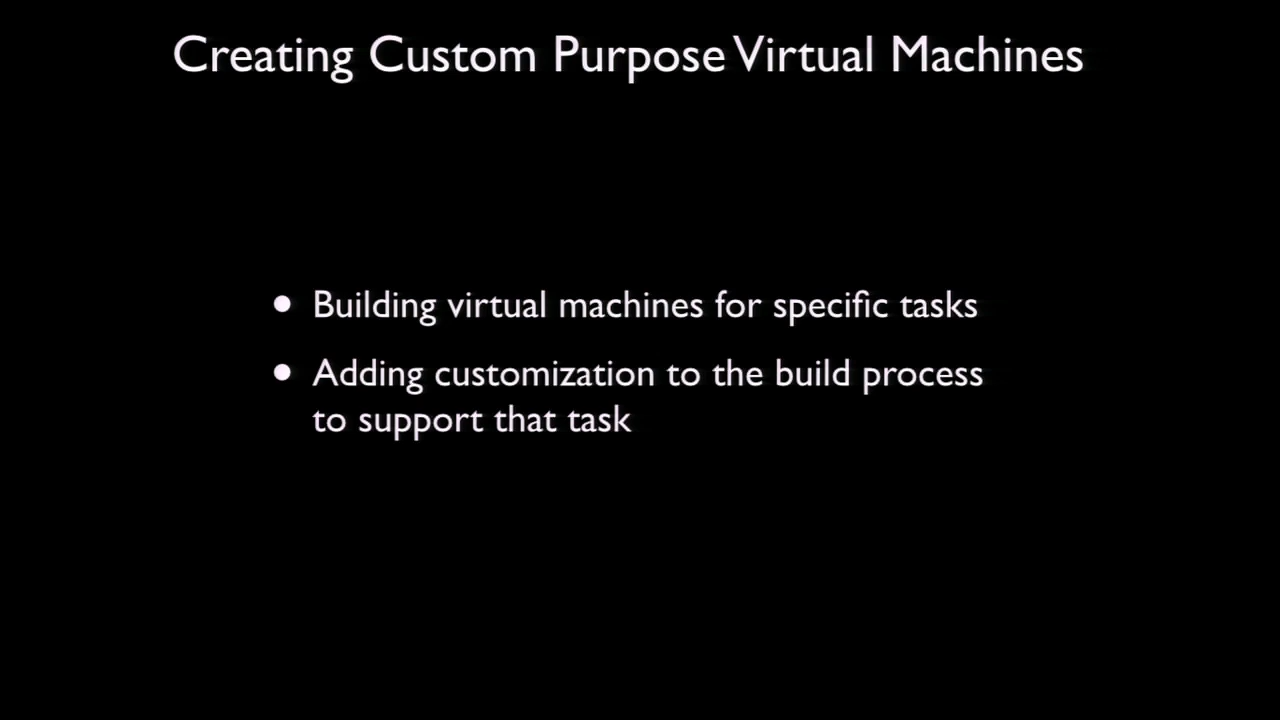 Creating Custom Purpose Virtual Machines
• Building virtual machines for specific tasks
• Adding customization to the build process
to support that task